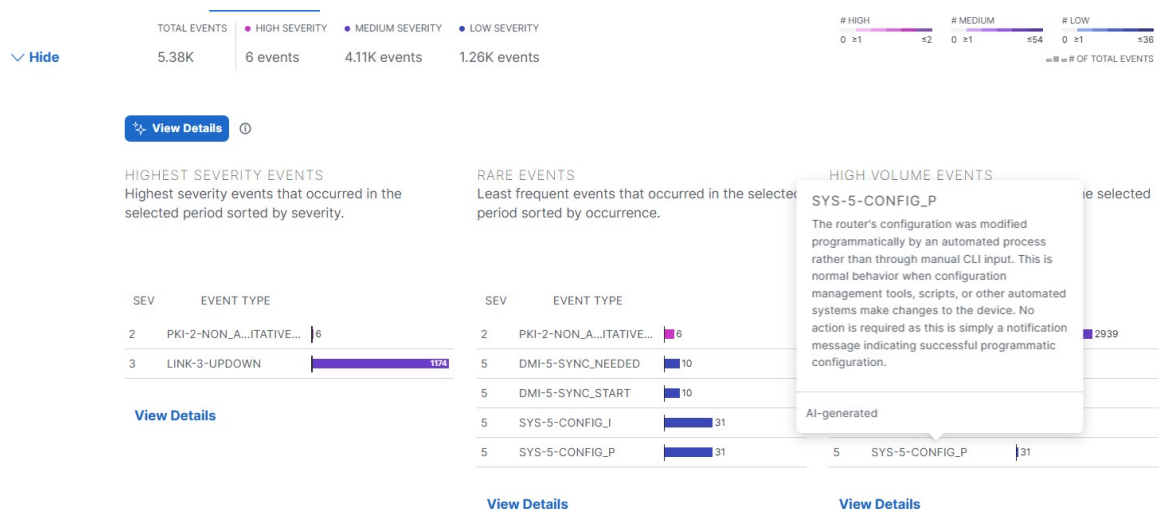 TOTAL EVENTS HIGH SEVERITY MEDIUM SEVERITY LOW SEVERITY
Hide 5.38K 6 events 4.11K events 1.26K events
# HIGH # MEDIUM # LOW
0 ≥1 ≤2 0 ≥1 ≤54 0 ≥1 ≤36
# OF TOTAL EVENTS
View Details
HIGHEST SEVERITY EVENTS
Highest severity events that occurred in the
selected period sorted by severity.
SEV EVENT TYPE
2 PKI-2-NON_A...ITATIVE... 6
3 LINK-3-UPDOWN 1174
View Details
RARE EVENTS
Least frequent events that occurred in the selected
period sorted by occurrence.
SEV EVENT TYPE
2 PKI-2-NON_A...ITATIVE... 6
5 DMI-5-SYNC_NEEDED 10
5 DMI-5-SYNC_START 10
5 SYS-5-CONFIG_I 31
5 SYS-5-CONFIG_P 31
View Details
HIGH VOLUME EVENTS
selected
SYS-5-CONFIG_P
The router's configuration was modified
programmatically by an automated process
rather than through manual CLI input. This is
normal behavior when configuration
management tools, scripts, or other automated
systems make changes to the device. No
action is required as this is simply a notification
message indicating successful programmatic
configuration.
AI-generated
2939
5 SYS-5-CONFIG_P 31
View Details